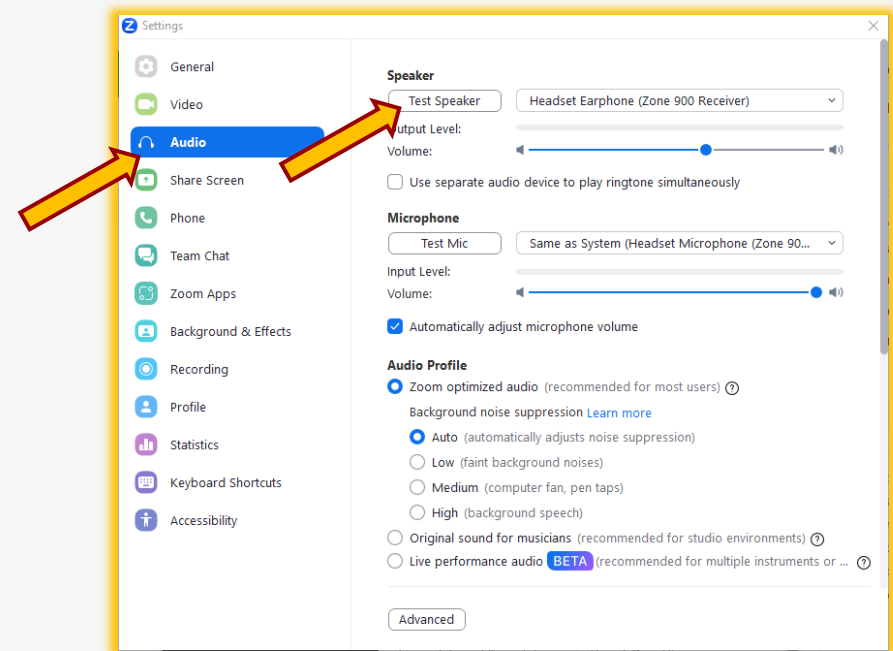 Settings
General
Video
Audio
Share Screen
Phone
Team Chat
Zoom Apps
Background & Effects
Recording
Profile
Statistics
Keyboard Shortcuts
Accessibility
Speaker
Test Speaker
Headset Earphone (Zone 900 Receiver)
Output Level:
Volume:
Use separate audio device to play ringtone simultaneously
Microphone
Test Mic
Same as System (Headset Microphone (Zone 90...
Input Level:
Volume:
Automatically adjust microphone volume
Audio Profile
Zoom optimized audio (recommended for most users)
Background noise suppression Learn more
Auto (automatically adjusts noise suppression)
Low (faint background noises)
Medium (computer fan, pen taps)
High (background speech)
Original sound for musicians (recommended for studio environments)
Live performance audio BETA (recommended for multiple instruments or ...
Advanced